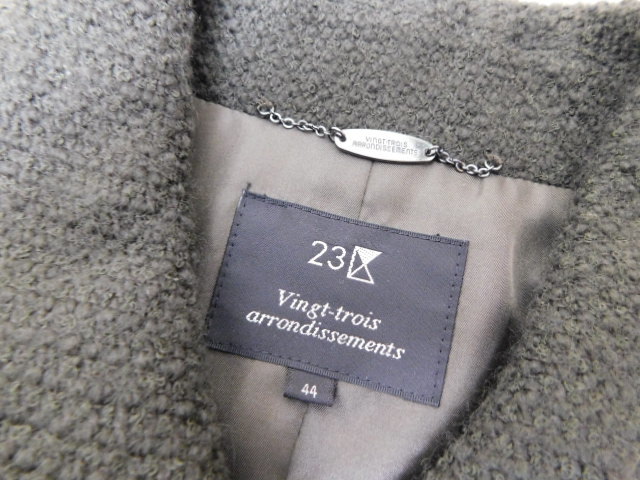 VINGT-TROIS
ARRONDISSEMENTS
23
Vingt-trois
arrondissements
44